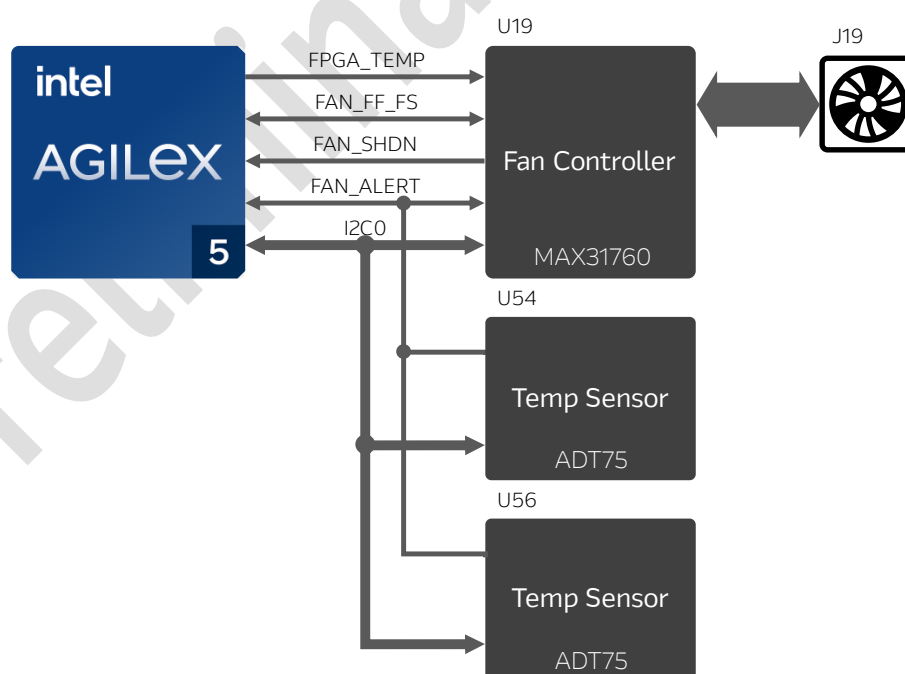 U19
J19
intel
AGILEX
5
FPGA_TEMP
FAN_FF_FS
FAN_SHDN
FAN_ALERT
I2C0
Fan Controller
MAX31760
U54
Temp Sensor
ADT75
U56
Temp Sensor
ADT75